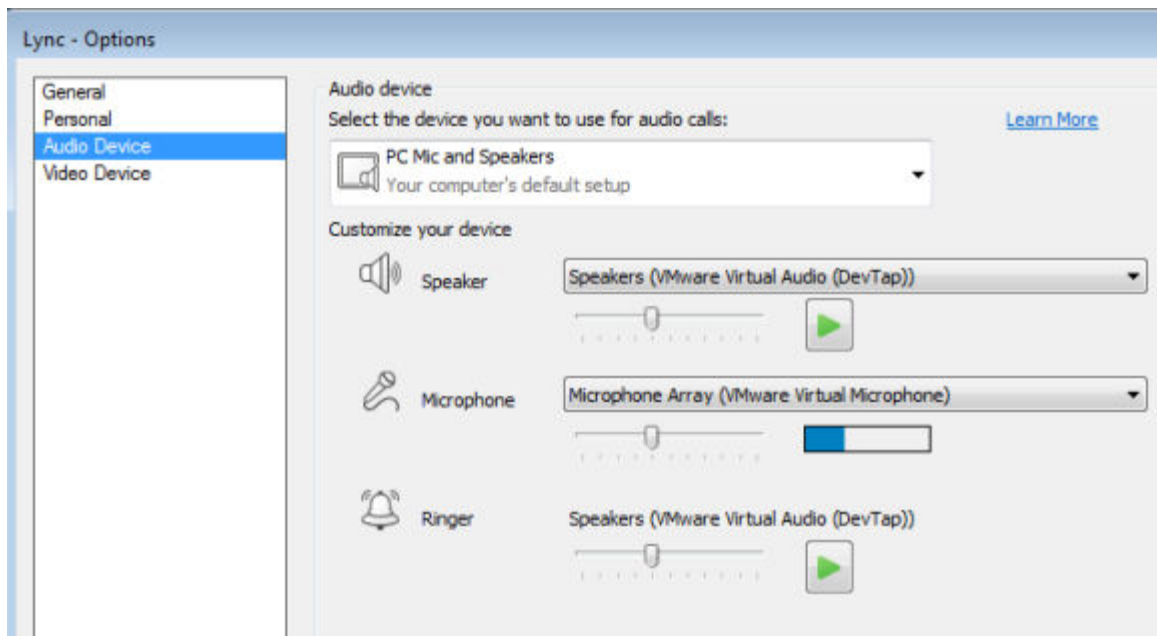 Lync - Options
General
Personal
Audio Device
Video Device
Audio device
Select the device you want to use for audio calls:
Learn More
PC Mic and Speakers
Your computer's default setup
Customize your device
Speaker
Speakers (VMware Virtual Audio (DevTap))
Microphone
Microphone Array (VMware Virtual Microphone)
Ringer
Speakers (VMware Virtual Audio (DevTap))